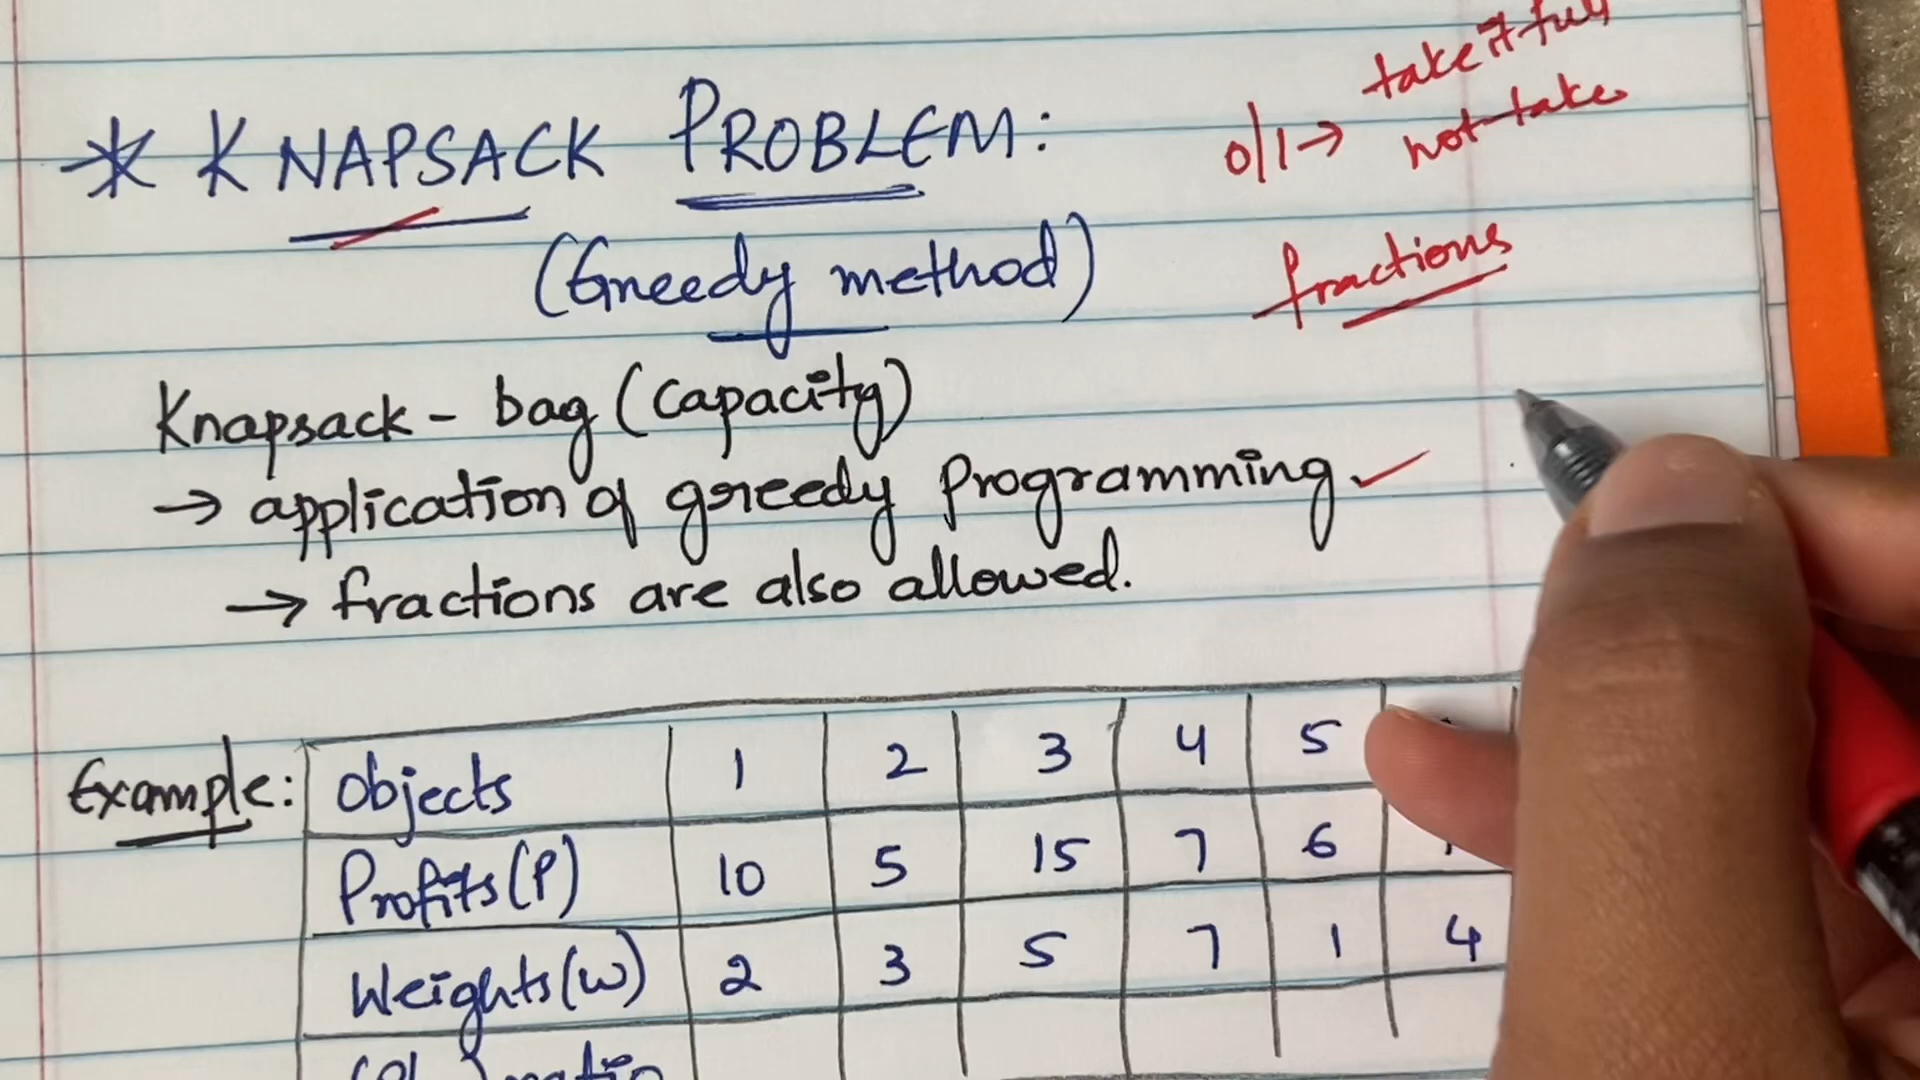 * KNAPSACK PROBLEM:
(Greedy method)
0/1 → take it full
not take
fractions
Knapsack - bag (capacity)
→ application of greedy programming ✓
→ fractions are also allowed.
Example: Objects 1 2 3 4 5
Profits (P) 10 5 15 7 6
Weights (w) 2 3 5 7 1 4